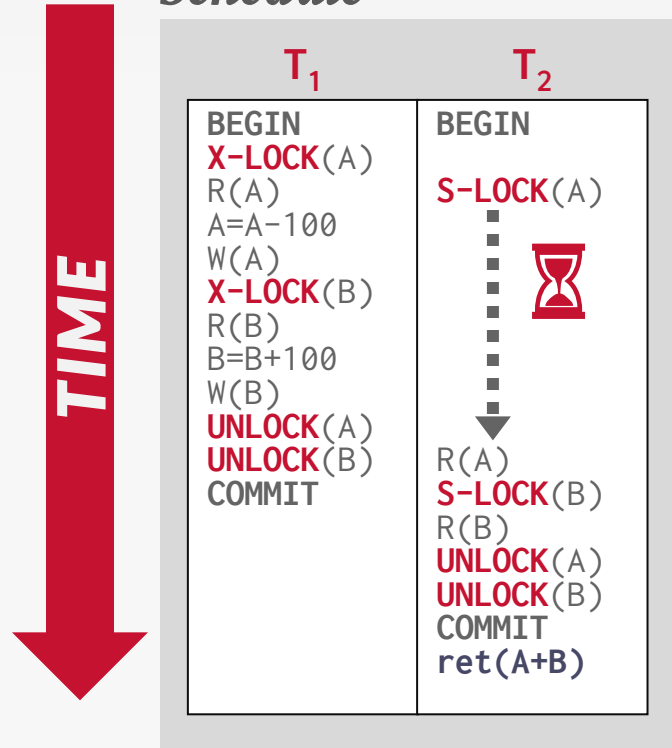 Schedule
TIME
T1
T2
BEGIN
X-LOCK(A)
R(A)
A=A-100
W(A)
X-LOCK(B)
R(B)
B=B+100
W(B)
UNLOCK(A)
UNLOCK(B)
COMMIT
BEGIN
S-LOCK(A)
R(A)
S-LOCK(B)
R(B)
UNLOCK(A)
UNLOCK(B)
COMMIT
ret(A+B)